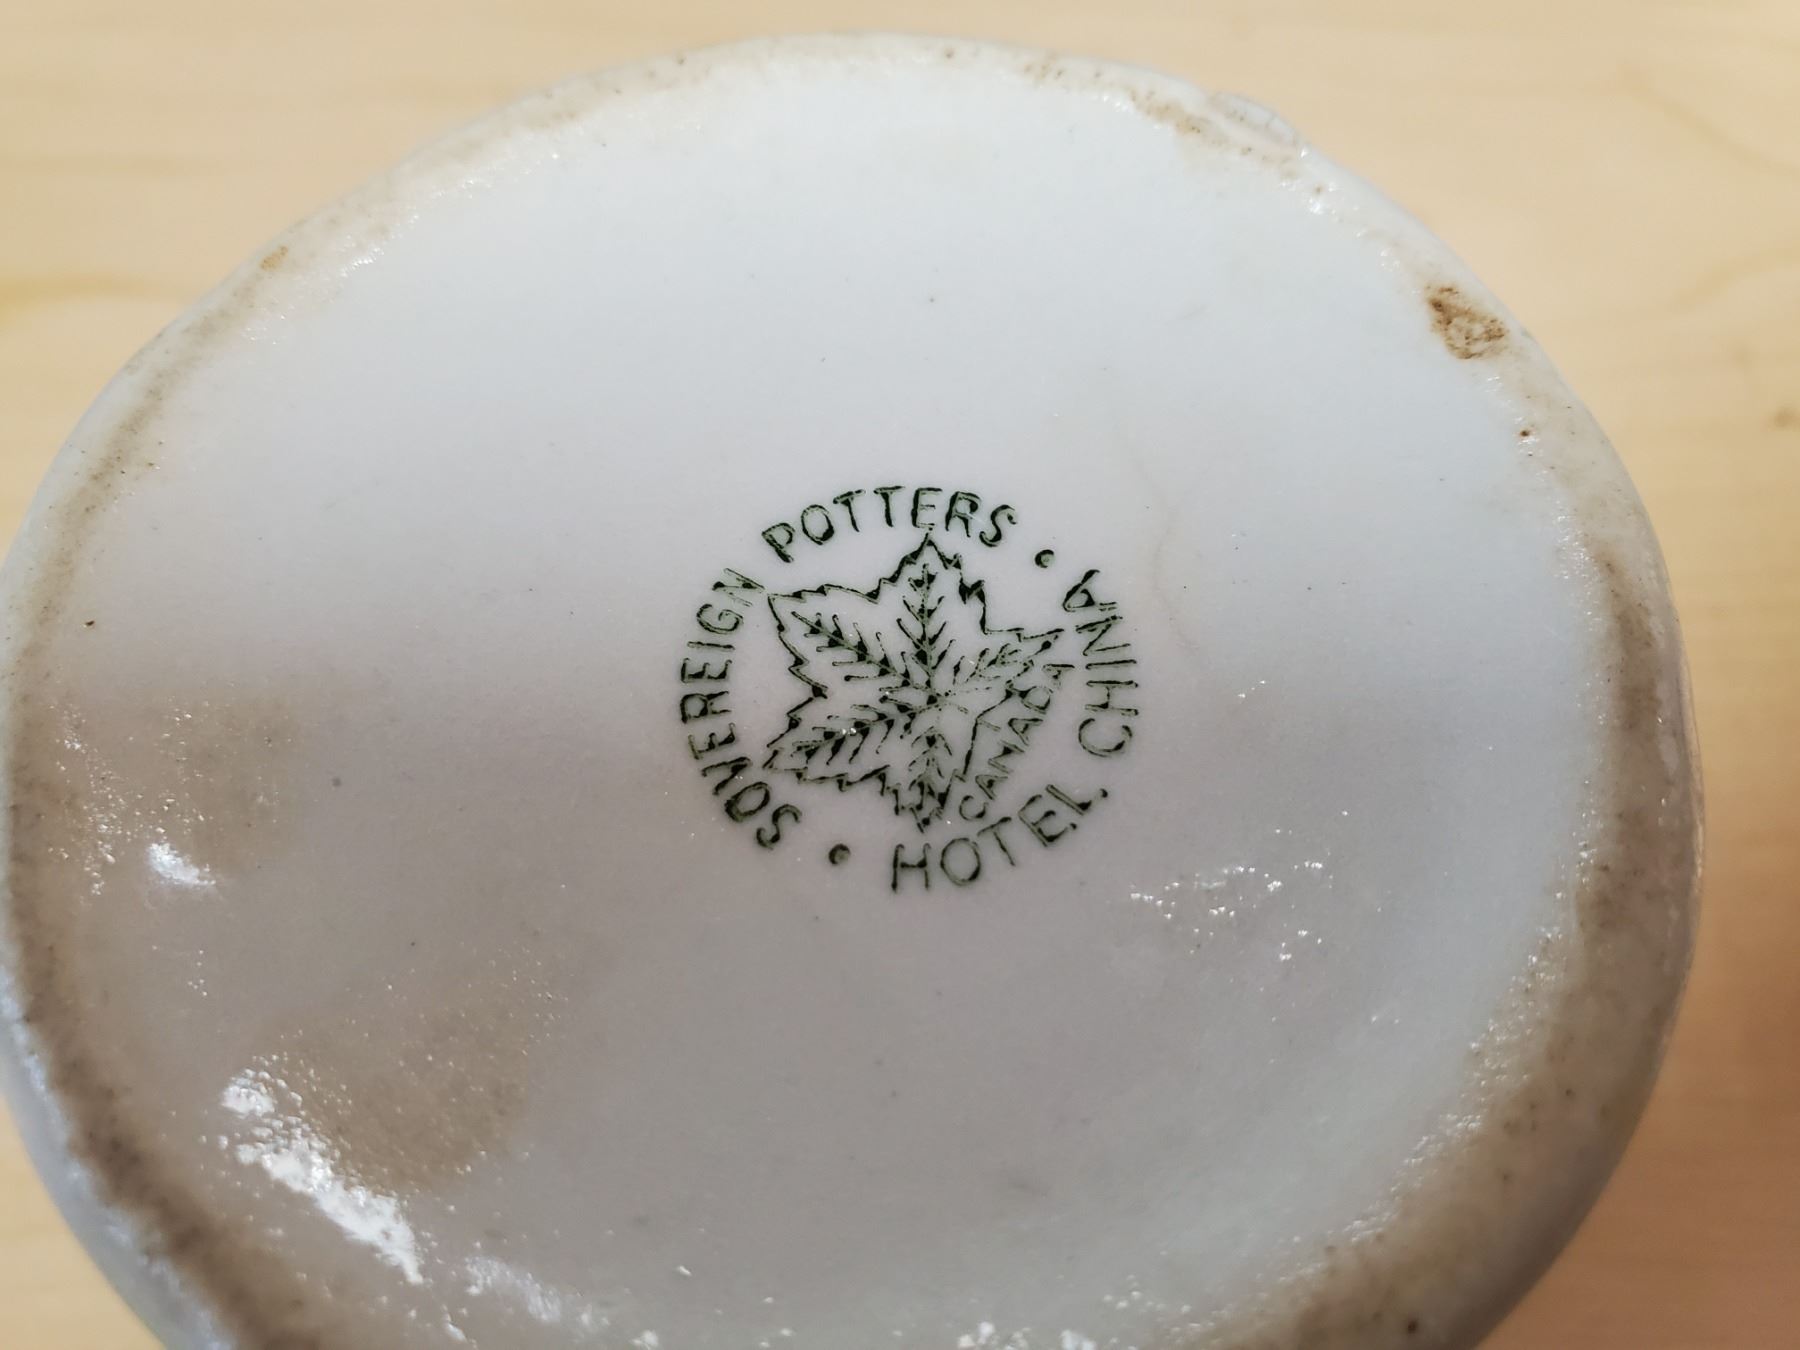 SOVEREIGN POTTERS • HOTEL CHINA •
CANADA